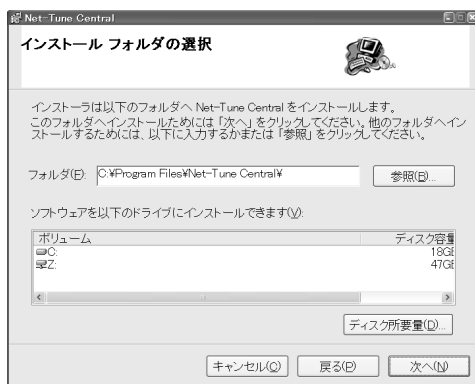 Net-Tune Central
インストール フォルダの選択
インストーラは以下のフォルダへ Net-Tune Central をインストールします。
このフォルダへインストールためには「次へ」をクリックてください。他のフォルダへイン
ストールするためには、以下に入力するかまたは「参照」をクリックしてください。
フォルダ(F): C:¥Program Files¥Net-Tune Central¥ 参照(B)...
ソフトウェアを以下のドライブにインストールできます(V):
ボリューム ディスク容量
C: 18GE
Z: 47GE
ディスク所要量(D)...
キャンセル(C) 戻る(P) 次へ(N)